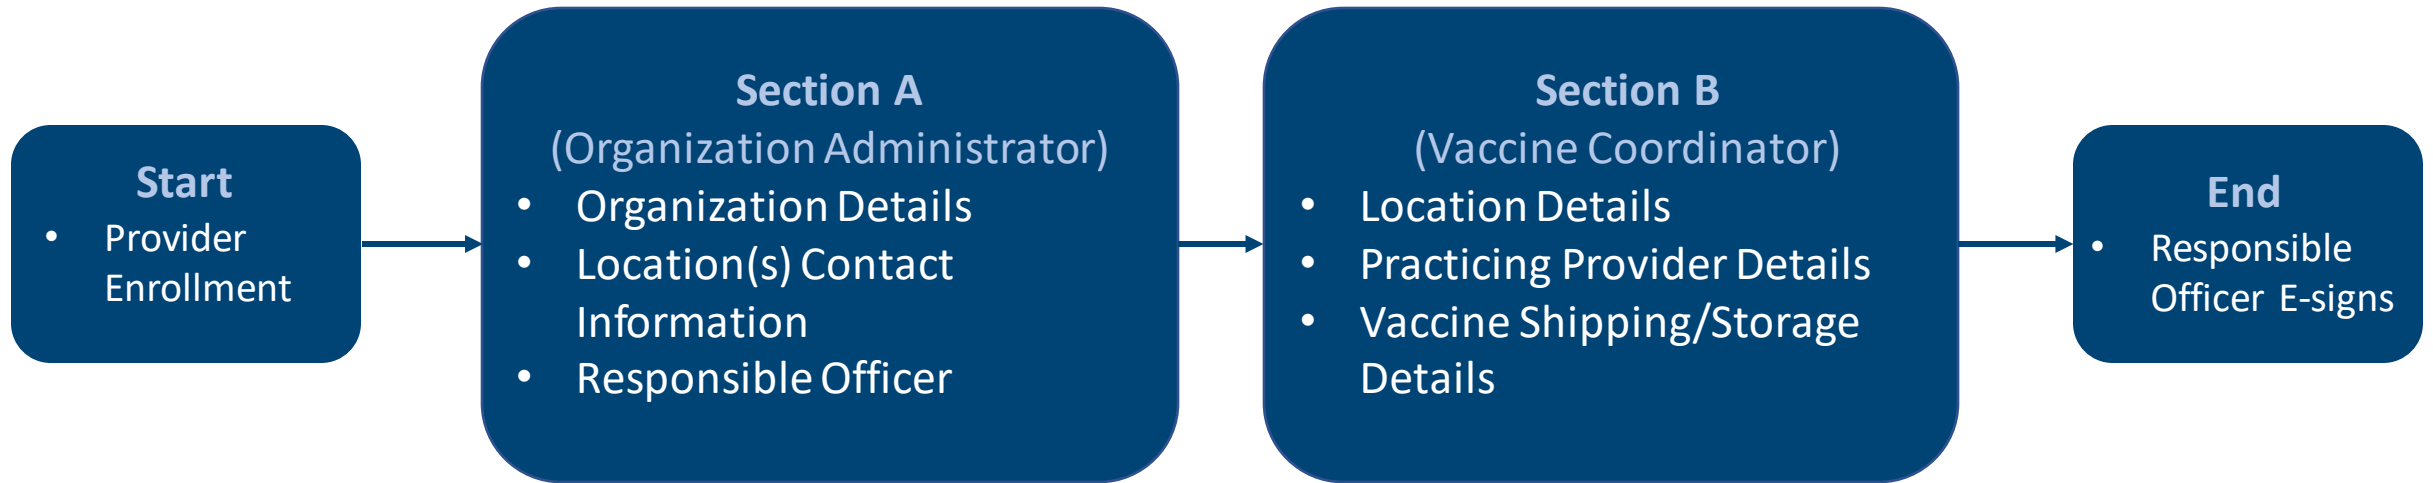 Start
• Provider
Enrollment
Section A
(Organization Administrator)
• Organization Details
• Location(s) Contact
Information
• Responsible Officer
Section B
(Vaccine Coordinator)
• Location Details
• Practicing Provider Details
• Vaccine Shipping/Storage
Details
End
• Responsible
Officer E-signs